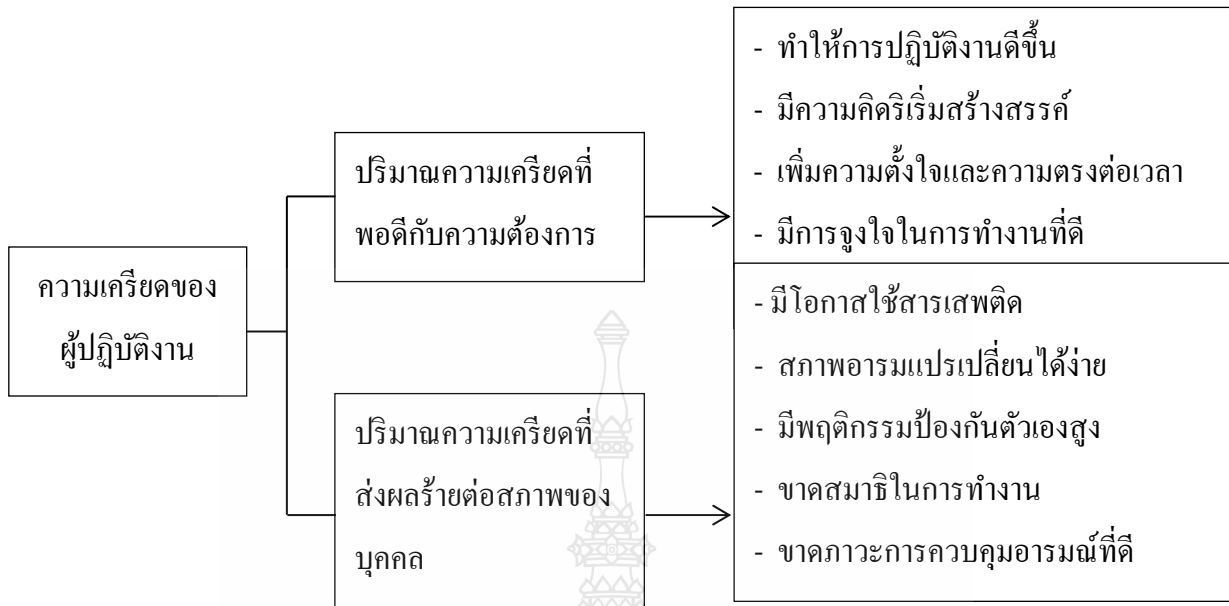 ความเครียดของ
ผู้ปฏิบัติงาน
ปริมาณความเครียดที่
พอดีกับความต้องการ
- ทำให้การปฏิบัติงานดีขึ้น
- มีความคิดริเริ่มสร้างสรรค์
- เพิ่มความตั้งใจและความตรงต่อเวลา
- มีการจูงใจในการทำงานที่ดี
ปริมาณความเครียดที่
ส่งผลร้ายต่อสภาพของ
บุคคล
- มีโอกาสใช้สารเสพติด
- สภาพอารมแปรเปลี่ยนได้ง่าย
- มีพฤติกรรมป้องกันตัวเองสูง
- ขาดสมาธิในการทำงาน
- ขาดภาวะการควบคุมอารมณ์ที่ดี